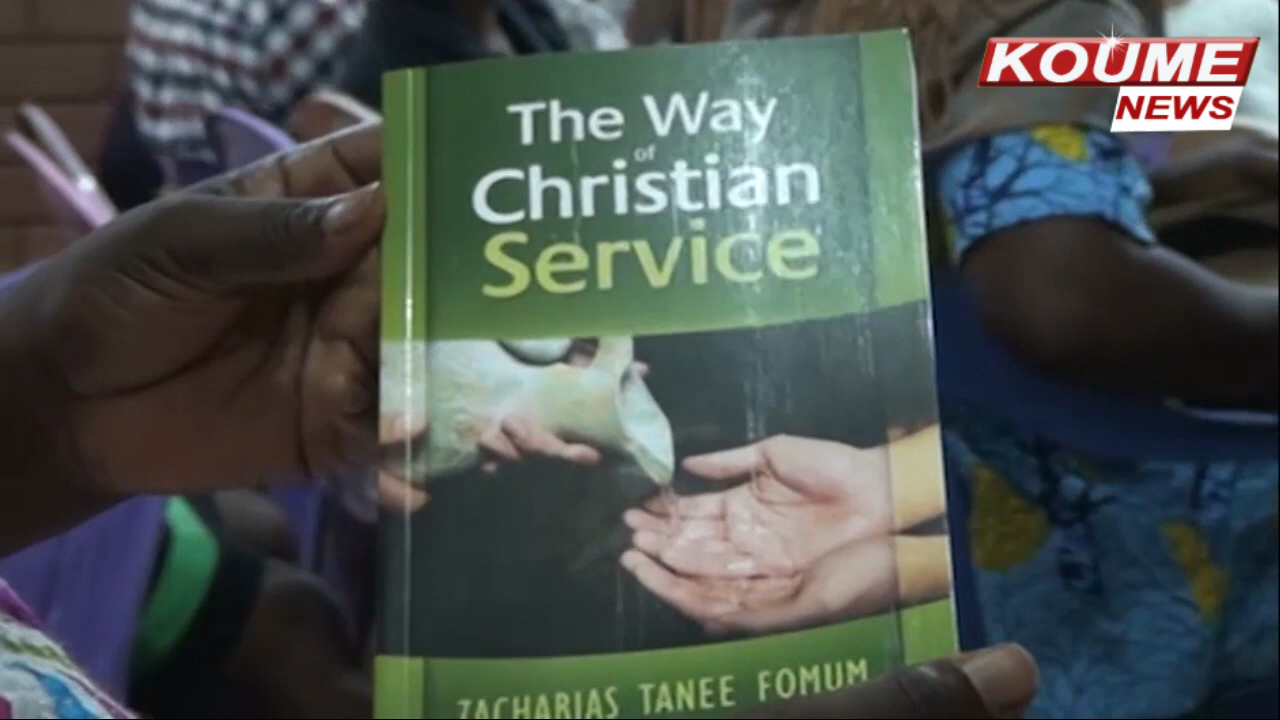 The Way
of
Christian
Service
ZACHARIAS TANEE FOMUM
KOUME
NEWS